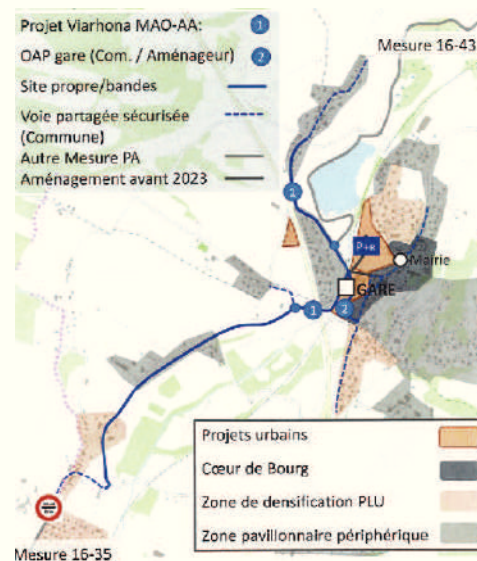 Projet Viarhona MAO-AA: 1
OAP gare (Com. / Aménageur) 2
Site propre/bandes
Voie partagée sécurisée
(Commune)
Autre Mesure PA
Aménagement avant 2023
Mesure 16-43
1
P+R
Mairie
GARE
1
2
Mesure 16-35
Projets urbains
Cœur de Bourg
Zone de densification PLU
Zone pavillonnaire périphérique